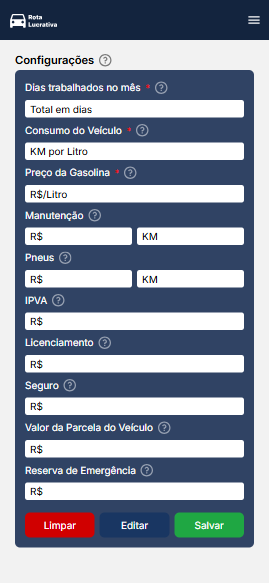 Rota
Lucrativa
Configurações ?
Dias trabalhados no mês * ?
Total em dias
Consumo do Veículo * ?
KM por Litro
Preço da Gasolina * ?
R$/Litro
Manutenção ?
R$ KM
Pneus ?
R$ KM
IPVA ?
R$
Licenciamento ?
R$
Seguro ?
R$
Valor da Parcela do Veículo ?
R$
Reserva de Emergência ?
R$
Limpar Editar Salvar